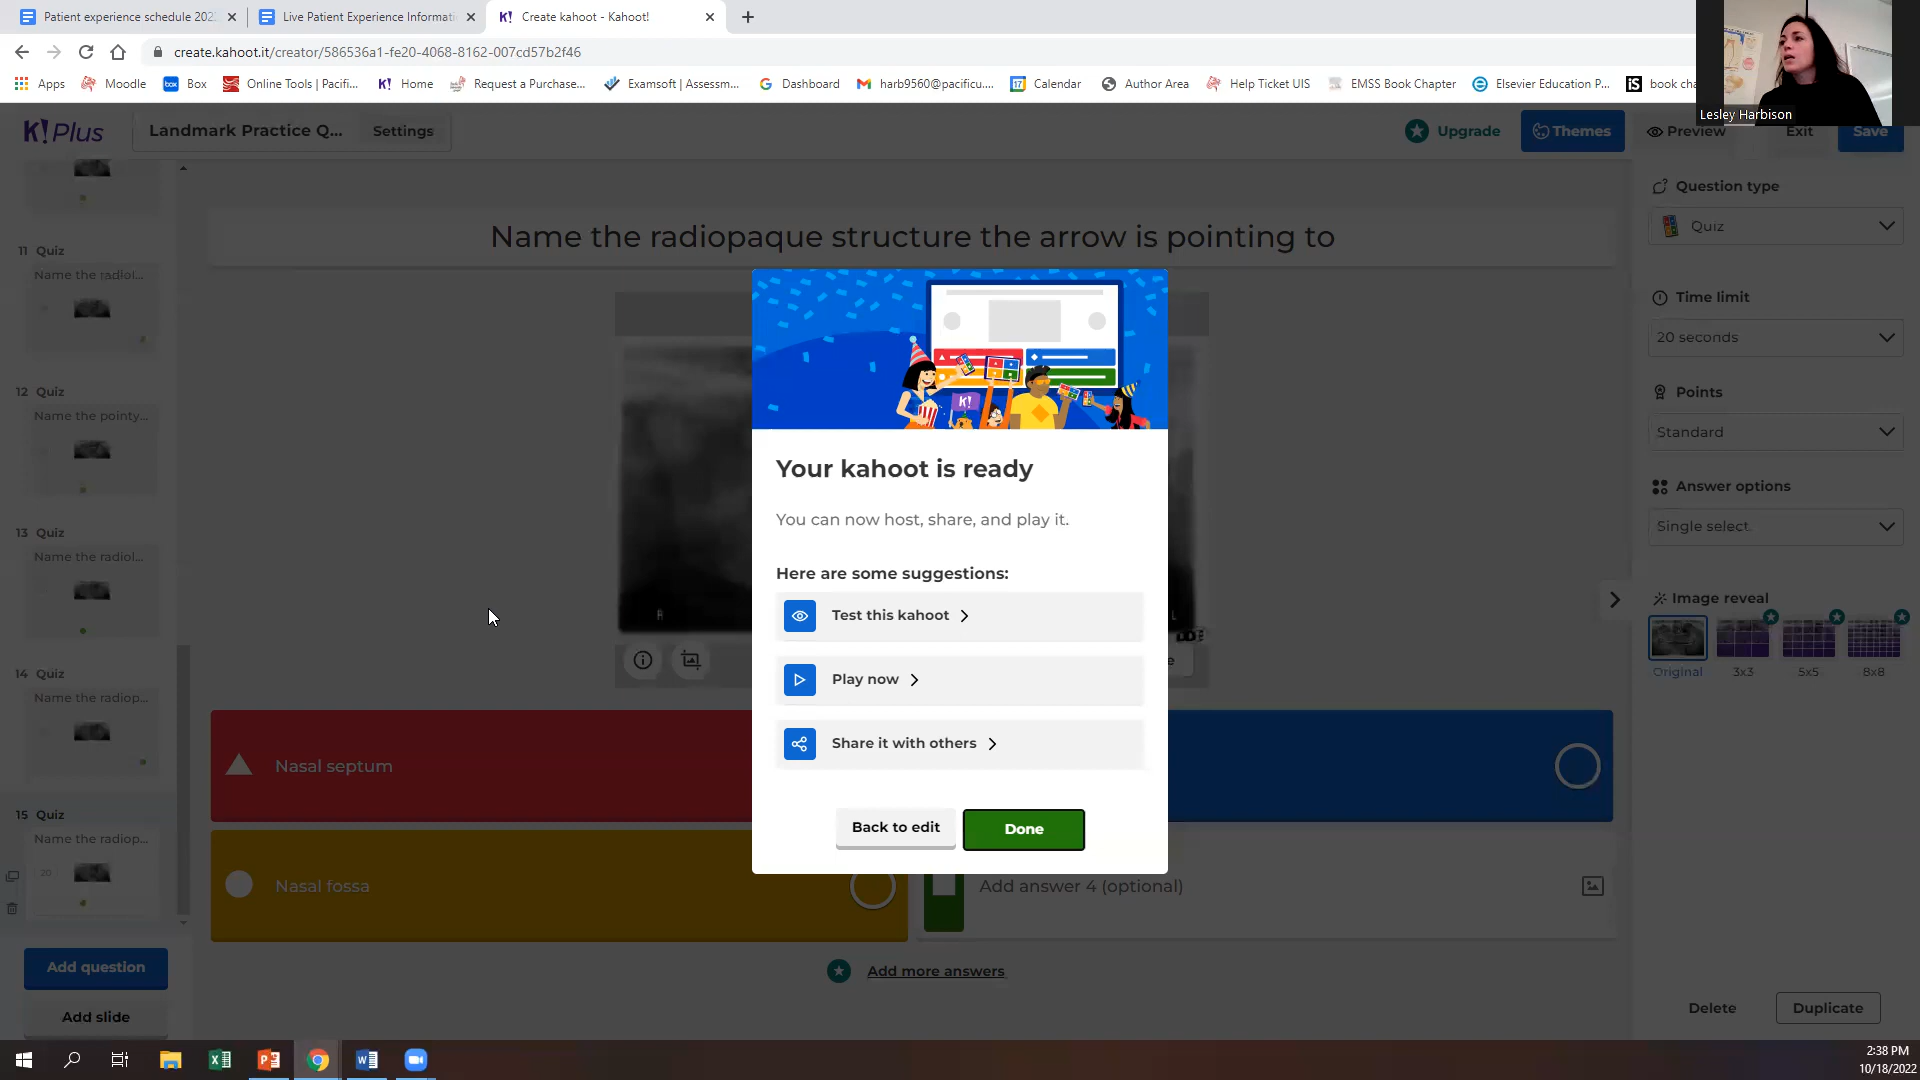 Patient experience schedule 202
Live Patient Experience Informati
K! Create kahoot - Kahoot!
create.kahoot.it/creator/586536a1-fe20-4068-8162-007cd57b2f46
Apps Moodle Box Online Tools | Pacifi... K! Home Request a Purchase... Examsoft | Assessm... Dashboard harb9560@pacificu.... Calendar Author Area Help Ticket UIS EMSS Book Chapter Elsevier Education P... book cha
Lesley Harbison
K! Plus
Landmark Practice Q...
Settings
Upgrade
Themes
Preview
Exit
Save
11 Quiz
Name the radiol...
12 Quiz
Name the pointy...
13 Quiz
Name the radiol...
14 Quiz
Name the radiop...
15 Quiz
Name the radiop...
20
Add question
Add slide
Name the radiopaque structure the arrow is pointing to
K!
Your kahoot is ready
You can now host, share, and play it.
Here are some suggestions:
Test this kahoot
Play now
Share it with others
Back to edit
Done
Nasal septum
Nasal fossa
Add answer 4 (optional)
Add more answers
Question type
Quiz
Time limit
20 seconds
Points
Standard
Answer options
Single select
Image reveal
Original 3x3 5x5 8x8
Delete
Duplicate
2:38 PM
10/18/2022